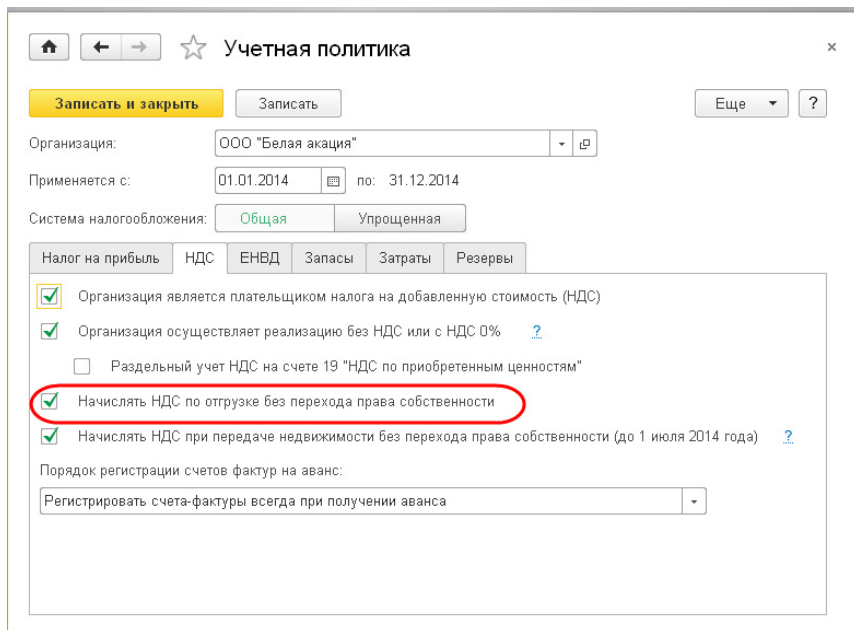 Учетная политика
Записать и закрыть Записать Еще ?
Организация: ООО "Белая акация"
Применяется с: 01.01.2014 по: 31.12.2014
Система налогообложения: Общая Упрощенная
Налог на прибыль НДС ЕНВД Запасы Затраты Резервы
Организация является плательщиком налога на добавленную стоимость (НДС)
Организация осуществляет реализацию без НДС или с НДС 0% ?
Раздельный учет НДС на счете 19 "НДС по приобретенным ценностям"
Начислять НДС по отгрузке без перехода права собственности
Начислять НДС при передаче недвижимости без перехода права собственности (до 1 июля 2014 года) ?
Порядок регистрации счетов фактур на аванс:
Регистрировать счета-фактуры всегда при получении аванса